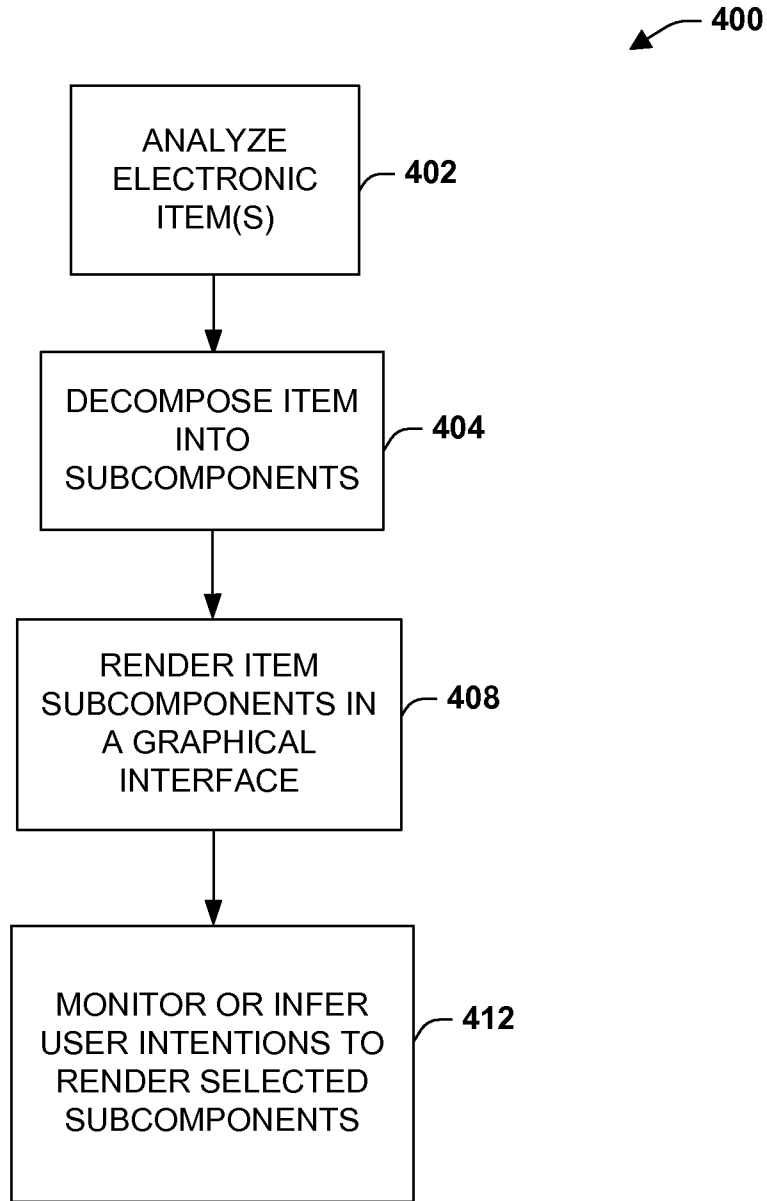 400
ANALYZE
ELECTRONIC
ITEM(S)
402
DECOMPOSE ITEM
INTO
SUBCOMPONENTS
404
RENDER ITEM
SUBCOMPONENTS IN
A GRAPHICAL
INTERFACE
408
MONITOR OR INFER
USER INTENTIONS TO
RENDER SELECTED
SUBCOMPONENTS
412